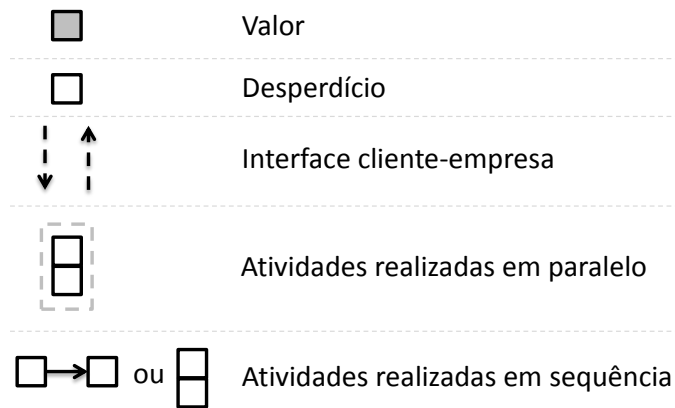 Valor
Desperdício
Interface cliente-empresa
Atividades realizadas em paralelo
ou Atividades realizadas em sequência